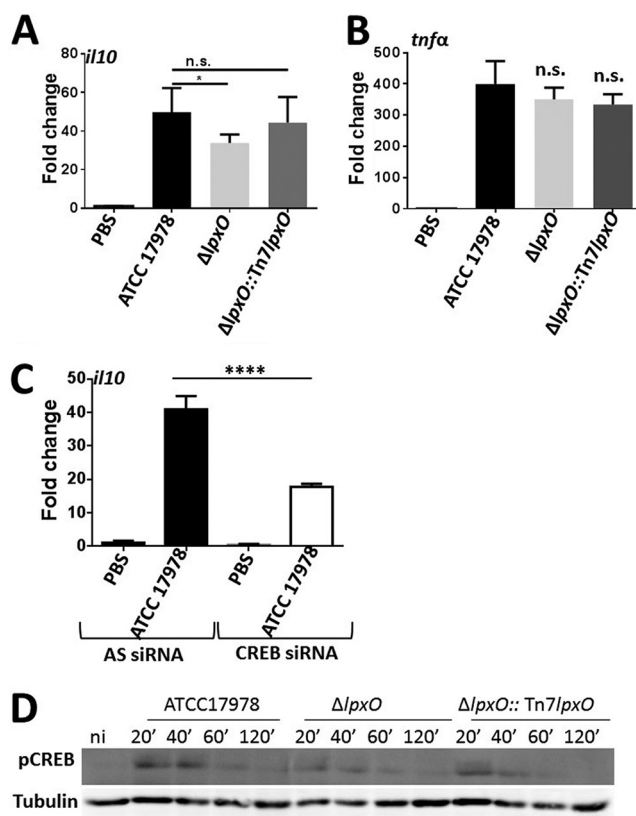 A
il10
Fold change
80
60
40
20
0
n.s.
*
PBS
ATCC 17978
ΔlpxO
ΔlpxO::Tn7lpxO
B
tnfα
Fold change
500
400
300
200
100
0
n.s.
n.s.
PBS
ATCC 17978
ΔlpxO
ΔlpxO::Tn7lpxO
C
il10
Fold change
50
40
30
20
10
0
****
PBS
ATCC 17978
PBS
ATCC 17978
AS siRNA
CREB siRNA
D
ATCC17978
ΔlpxO
ΔlpxO:: Tn7lpxO
ni
20’ 40’ 60’ 120’
20’ 40’ 60’ 120’
20’ 40’ 60’ 120’
pCREB
Tubulin